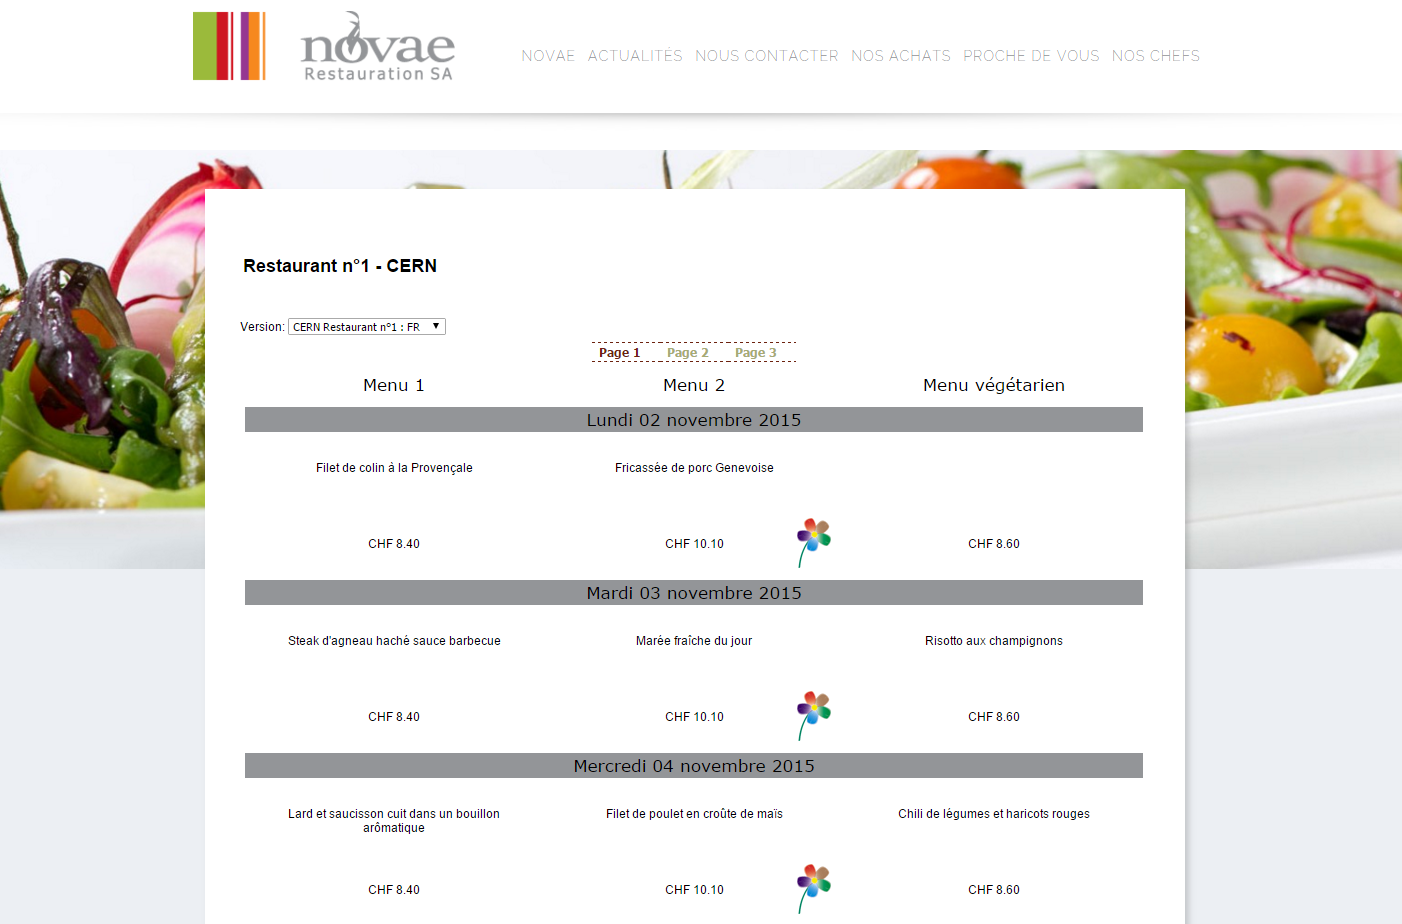 novae
Restauration SA
NOVAE ACTUALITÉS NOUS CONTACTER NOS ACHATS PROCHE DE VOUS NOS CHEFS
Restaurant n°1 - CERN
Version: CERN Restaurant n°1 : FR
Page 1 Page 2 Page 3
Menu 1 Menu 2 Menu végétarien
Lundi 02 novembre 2015
Filet de colin à la Provençale Fricassée de porc Genevoise
CHF 8.40 CHF 10.10 CHF 8.60
Mardi 03 novembre 2015
Steak d'agneau haché sauce barbecue Marée fraîche du jour Risotto aux champignons
CHF 8.40 CHF 10.10 CHF 8.60
Mercredi 04 novembre 2015
Lard et saucisson cuit dans un bouillon Filet de poulet en croûte de maïs Chili de légumes et haricots rouges
arômatique
CHF 8.40 CHF 10.10 CHF 8.60